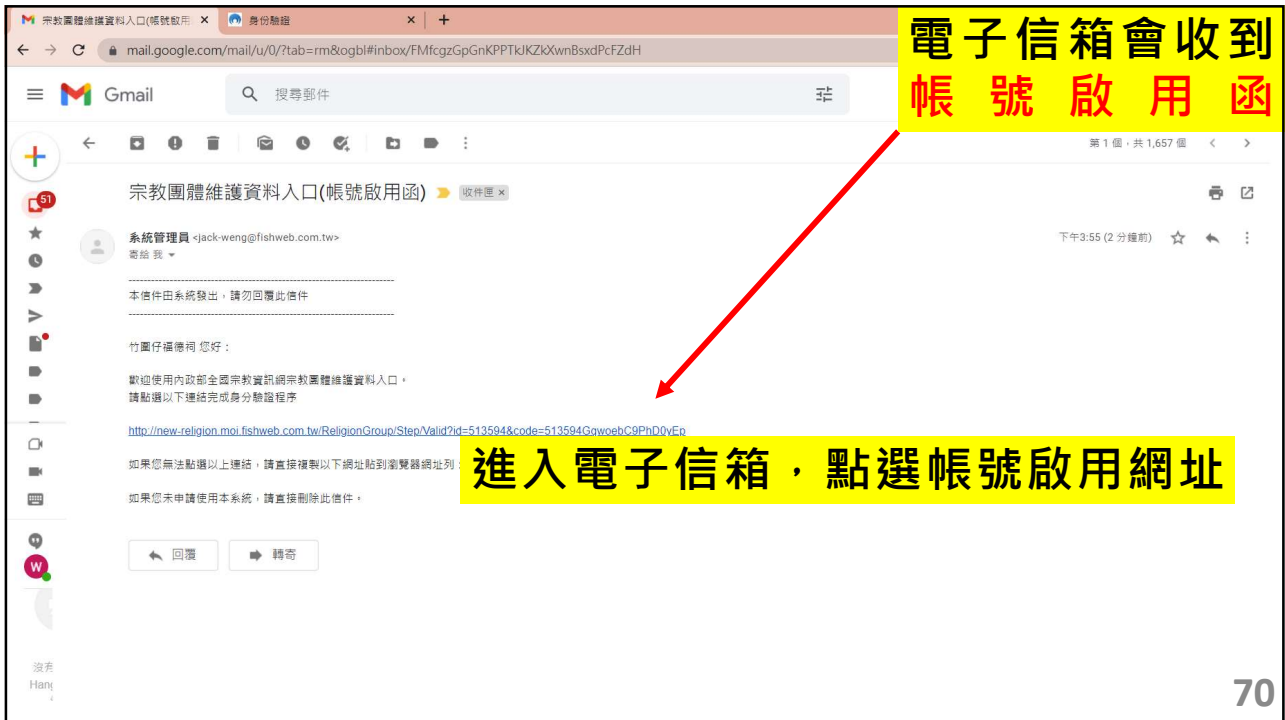 宗教團體維護資料入口(帳號啟用
身份驗證
mail.google.com/mail/u/0/?tab=rm&ogbl#inbox/FMfcgzGpGnKPPTkJKZkXwnBsxdPcFZdH
電子信箱會收到
帳號啟用函
Gmail
搜尋郵件
第 1 個，共 1,657 個
51
宗教團體維護資料入口(帳號啟用函)
收件匣 ×
系統管理員 <jack-weng@fishweb.com.tw>
下午3:55 (2 分鐘前)
寄給 我
本信件由系統發出，請勿回覆此信件
竹圍仔福德祠 您好：
歡迎使用內政部全國宗教資訊網宗教團體維護資料入口。
請點選以下連結完成身分驗證程序
http://new-religion.moi.fishweb.com.tw/ReligionGroup/Step/Valid?id=513594&code=513594GqwoebC9PhD0yEp
如果您無法點選以上連結，請直接複製以下網址貼到瀏覽器網址列：
進入電子信箱，點選帳號啟用網址
如果您未申請使用本系統，請直接刪除此信件。
回覆
轉寄
W
沒有
Hang
70